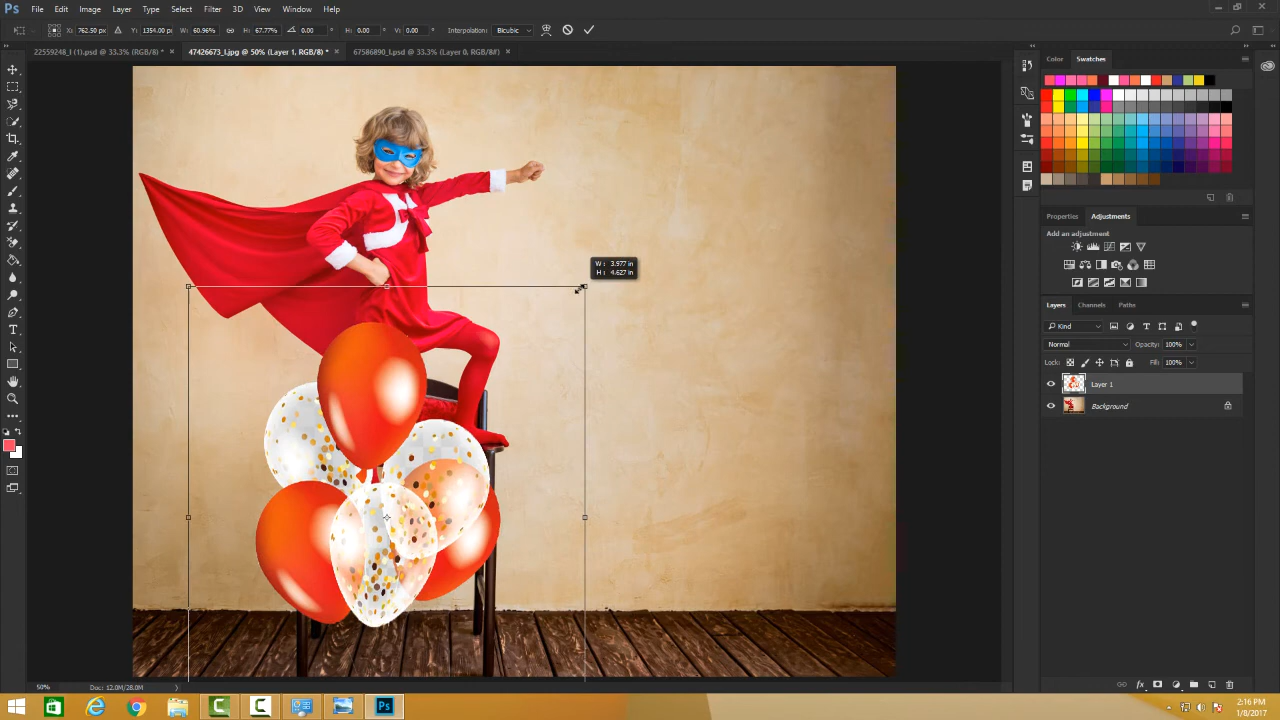 Ps File Edit Image Layer Type Select Filter 3D View Window Help
X: 762.50 px Y: 1354.00 px W: 60.96% H: 67.77% 0.00 ° H: 0.00 ° V: 0.00 ° Interpolation: Bicubic
22559248_l (1).psd @ 33.3% (RGB/8) * × 47426673_l.jpg @ 50% (Layer 1, RGB/8) * × 67586890_l.psd @ 33.3% (RGB/8#) ×
Color Swatches
Properties Adjustments
Add an adjustment
W : 3.977 in
H : 4.627 in
Layers Channels Paths
Kind
Normal Opacity: 100%
Lock: Fill: 100%
Layer 1
Background
50% Doc: 12.0M/28.0M
Ps
2:16 PM
1/8/2017